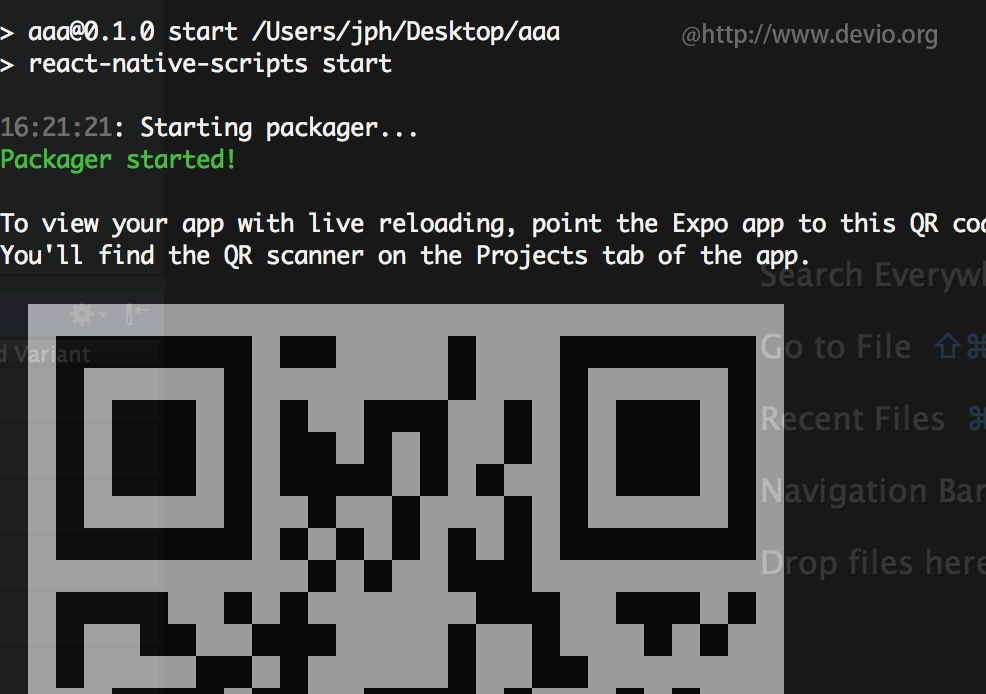 > aaa@0.1.0 start /Users/jph/Desktop/aaa
@http://www.devio.org
> react-native-scripts start
16:21:21: Starting packager...
Packager started!
To view your app with live reloading, point the Expo app to this QR
You'll find the QR scanner on the Projects tab of the app.
Search
Go to File ⇧⌘
d Variant
Recent Files ⌘
Navigation Bar
Drop files here